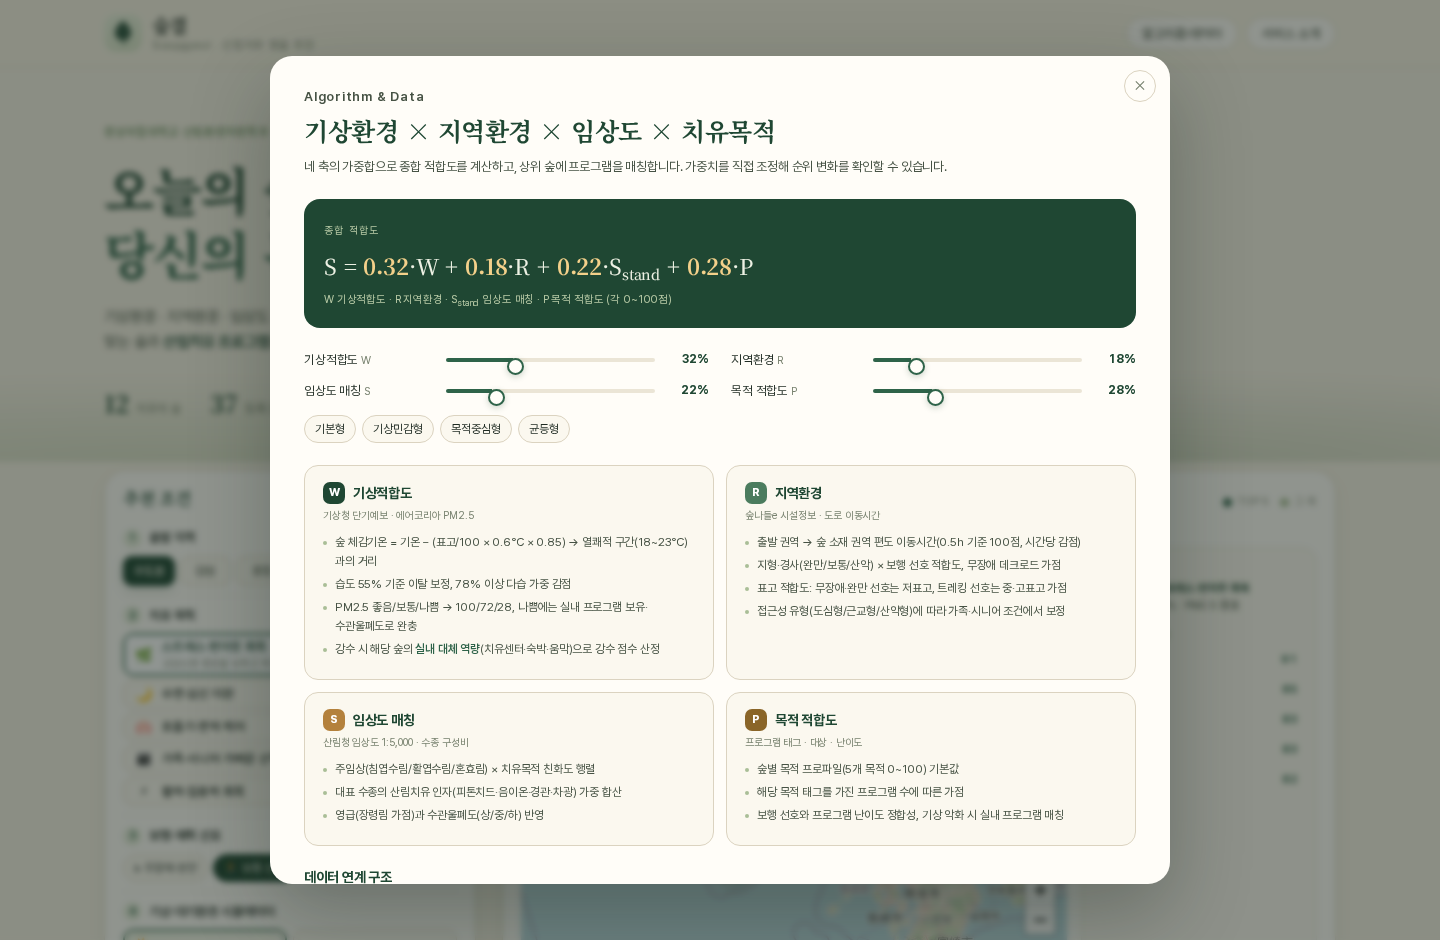 숲결
오늘의
당신의
12
37
추천 조건
Algorithm & Data
기상환경 × 지역환경 × 임상도 × 치유목적
네 축의 가중합으로 종합 적합도를 계산하고, 상위 숲에 프로그램을 매칭합니다. 가중치를 직접 조정해 순위 변화를 확인할 수 있습니다.
종합 적합도
S = 0.32·W + 0.18·R + 0.22·Sstand + 0.28·P
W 기상적합도 · R 지역환경 · Sstand 임상도 매칭 · P 목적 적합도 (각 0~100점)
기상적합도 W 32% 지역환경 R 18%
임상도 매칭 S 22% 목적 적합도 P 28%
기본형 기상민감형 목적중심형 균등형
W 기상적합도
기상청 단기예보 · 에어코리아 PM2.5
숲 체감기온 = 기온 − (표고/100 × 0.6°C × 0.85) → 열쾌적 구간(18~23°C)
과의 거리
습도 55% 기준 이탈 보정, 78% 이상 다습 가중 감점
PM2.5 좋음/보통/나쁨 → 100/72/28, 나쁨에는 실내 프로그램 보유·
수관울폐도로 완충
강수 시 해당 숲의 실내 대체 역량(치유센터·숙박·움막)으로 강수 점수 산정
R 지역환경
숲나들e 시설정보 · 도로 이동시간
출발 권역 → 숲 소재 권역 편도 이동시간(0.5h 기준 100점, 시간당 감점)
지형·경사(완만/보통/산악) × 보행 선호 적합도, 무장애 데크로드 가점
표고 적합도: 무장애·완만 선호는 저표고, 트레킹 선호는 중·고표고 가점
접근성 유형(도심형/근교형/산악형)에 따라 가족·시니어 조건에서 보정
S 임상도 매칭
산림청 임상도 1:5,000 · 수종 구성비
주임상(침엽수림/활엽수림/혼효림) × 치유목적 친화도 행렬
대표 수종의 산림치유 인자(피톤치드·음이온·경관·차광) 가중 합산
영급(장령림 가점)과 수관울폐도(상/중/하) 반영
P 목적 적합도
프로그램 태그 · 대상 · 난이도
숲별 목적 프로파일(5개 목적 0~100) 기본값
해당 목적 태그를 가진 프로그램 수에 따른 가점
보행 선호와 프로그램 난이도 정합성, 기상 악화 시 실내 프로그램 매칭
데이터 연계 구조